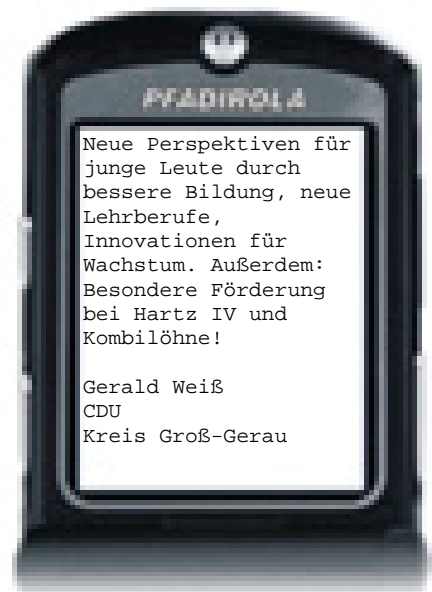 PFADIROLA
Neue Perspektiven für
junge Leute durch
bessere Bildung, neue
Lehrberufe,
Innovationen für
Wachstum. Außerdem:
Besondere Förderung
bei Hartz IV und
Kombilöhne!
Gerald Weiß
CDU
Kreis Groß-Gerau